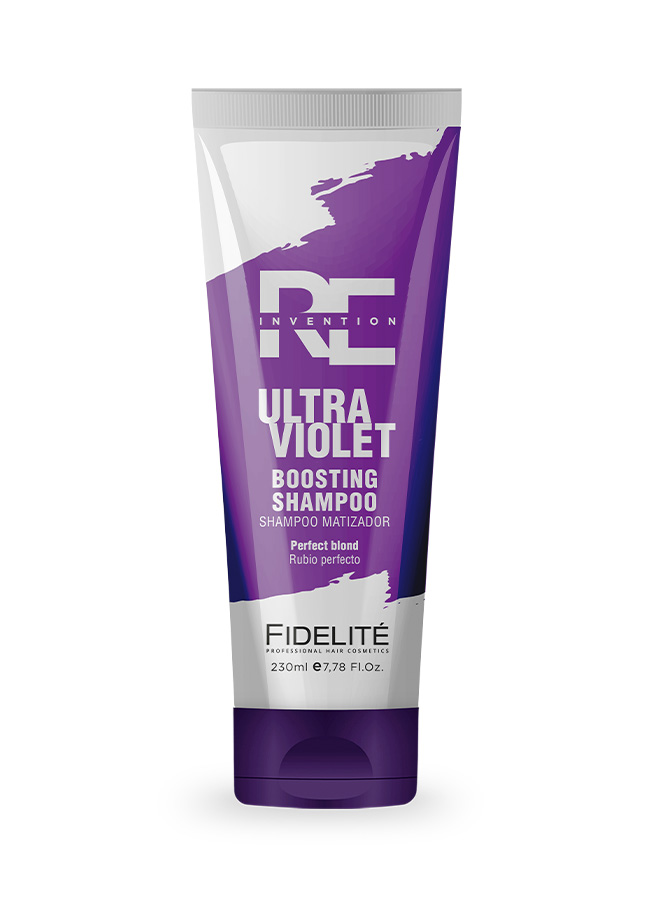 RE
INVENTION
ULTRA
VIOLET
BOOSTING
SHAMPOO
SHAMPOO MATIZADOR
Perfect blond
Rubio perfecto
FIDELITÉ
PROFESSIONAL HAIR COSMETICS
230ml e7,78 Fl.Oz.